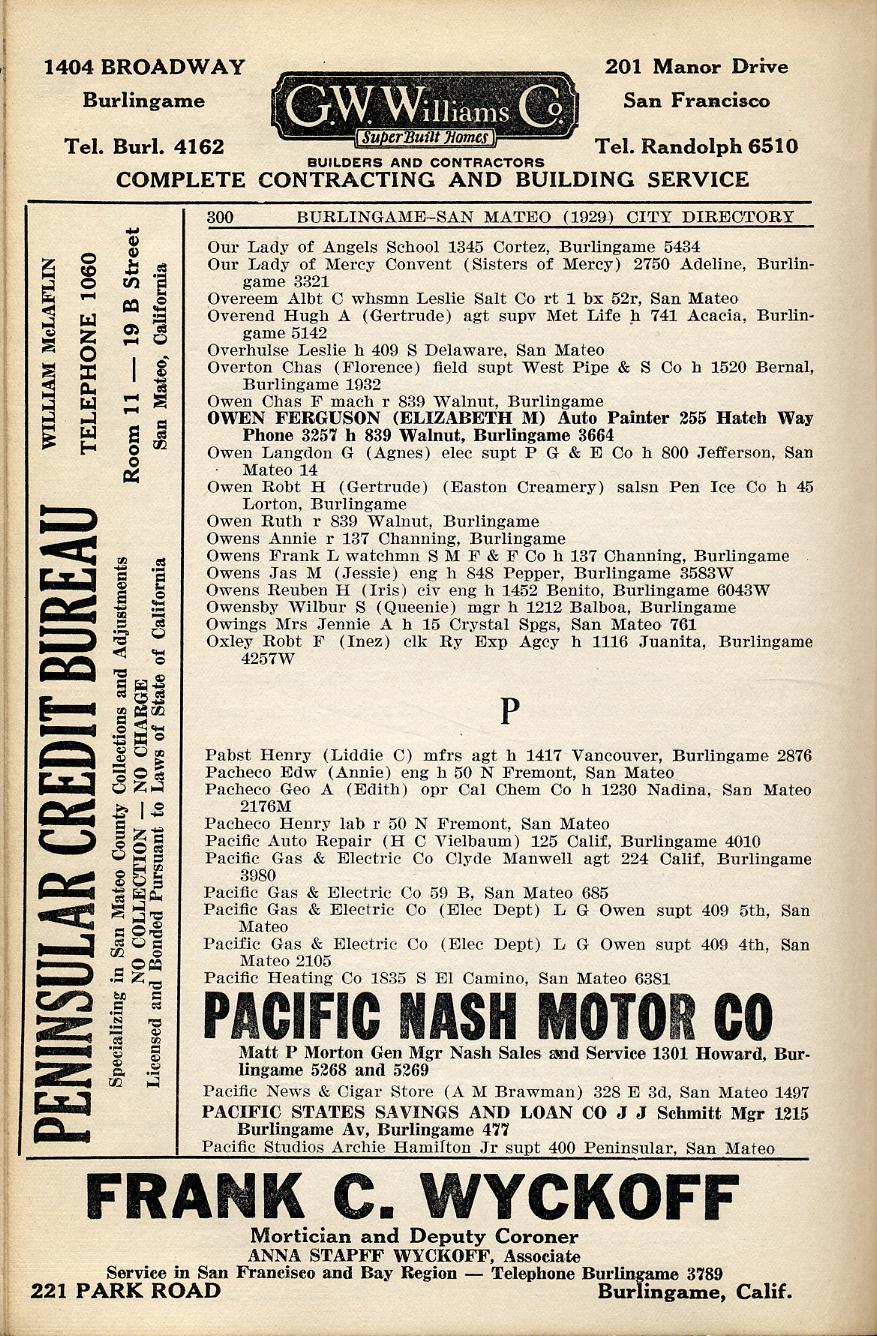 1404 BROADWAY
Burlingame
Tel. Burl. 4162
G.W. Williams Co.
Super Built Homes
BUILDERS AND CONTRACTORS
201 Manor Drive
San Francisco
Tel. Randolph 6510
COMPLETE CONTRACTING AND BUILDING SERVICE
PENINSULAR CREDIT BUREAU
Specializing in San Mateo County Collections and Adjustments
NO COLLECTION — NO CHARGE
Licensed and Bonded Pursuant to Laws of State of California
WILLIAM McLAFLIN
TELEPHONE 1060
Room 11 — 19 B Street
San Mateo, California
300 BURLINGAME–SAN MATEO (1929) CITY DIRECTORY
Our Lady of Angels School 1345 Cortez, Burlingame 5434
Our Lady of Mercy Convent (Sisters of Mercy) 2750 Adeline, Burlin-
game 3321
Overeem Albt C whsmn Leslie Salt Co rt 1 bx 52r, San Mateo
Overend Hugh A (Gertrude) agt supv Met Life h 741 Acacia, Burlin-
game 5142
Overhulse Leslie h 409 S Delaware, San Mateo
Overton Chas (Florence) field supt West Pipe & S Co h 1520 Bernal,
Burlingame 1932
Owen Chas F mach r 839 Walnut, Burlingame
OWEN FERGUSON (ELIZABETH M) Auto Painter 255 Hatch Way
Phone 3257 h 839 Walnut, Burlingame 3664
Owen Langdon G (Agnes) elec supt P G & E Co h 800 Jefferson, San
Mateo 14
Owen Robt H (Gertrude) (Easton Creamery) salsn Pen Ice Co h 45
Lorton, Burlingame
Owen Ruth r 839 Walnut, Burlingame
Owens Annie r 137 Channing, Burlingame
Owens Frank L watchmn S M F & F Co h 137 Channing, Burlingame
Owens Jas M (Jessie) eng h 848 Pepper, Burlingame 3583W
Owens Reuben H (Iris) civ eng h 1452 Benito, Burlingame 6043W
Owensby Wilbur S (Queenie) mgr h 1212 Balboa, Burlingame
Owings Mrs Jennie A h 15 Crystal Spgs, San Mateo 761
Oxley Robt F (Inez) clk Ry Exp Agcy h 1116 Juanita, Burlingame
4257W
P
Pabst Henry (Liddie C) mfrs agt h 1417 Vancouver, Burlingame 2876
Pacheco Edw (Annie) eng h 50 N Fremont, San Mateo
Pacheco Geo A (Edith) opr Cal Chem Co h 1230 Nadina, San Mateo
2176M
Pacheco Henry lab r 50 N Fremont, San Mateo
Pacific Auto Repair (H C Vielbaum) 125 Calif, Burlingame 4010
Pacific Gas & Electric Co Clyde Manwell agt 224 Calif, Burlingame
3980
Pacific Gas & Electric Co 59 B, San Mateo 685
Pacific Gas & Electric Co (Elec Dept) L G Owen supt 409 5th, San
Mateo
Pacific Gas & Electric Co (Elec Dept) L G Owen supt 409 4th, San
Mateo 2105
Pacific Heating Co 1835 S El Camino, San Mateo 6381
PACIFIC NASH MOTOR CO
Matt P Morton Gen Mgr Nash Sales and Service 1301 Howard, Bur-
lingame 5268 and 5269
Pacific News & Cigar Store (A M Brawman) 328 E 3d, San Mateo 1497
PACIFIC STATES SAVINGS AND LOAN CO J J Schmitt Mgr 1215
Burlingame Av, Burlingame 477
Pacific Studios Archie Hamilton Jr supt 400 Peninsular, San Mateo
FRANK C. WYCKOFF
Mortician and Deputy Coroner
ANNA STAPFF WYCKOFF, Associate
Service in San Francisco and Bay Region — Telephone Burlingame 3789
221 PARK ROAD Burlingame, Calif.